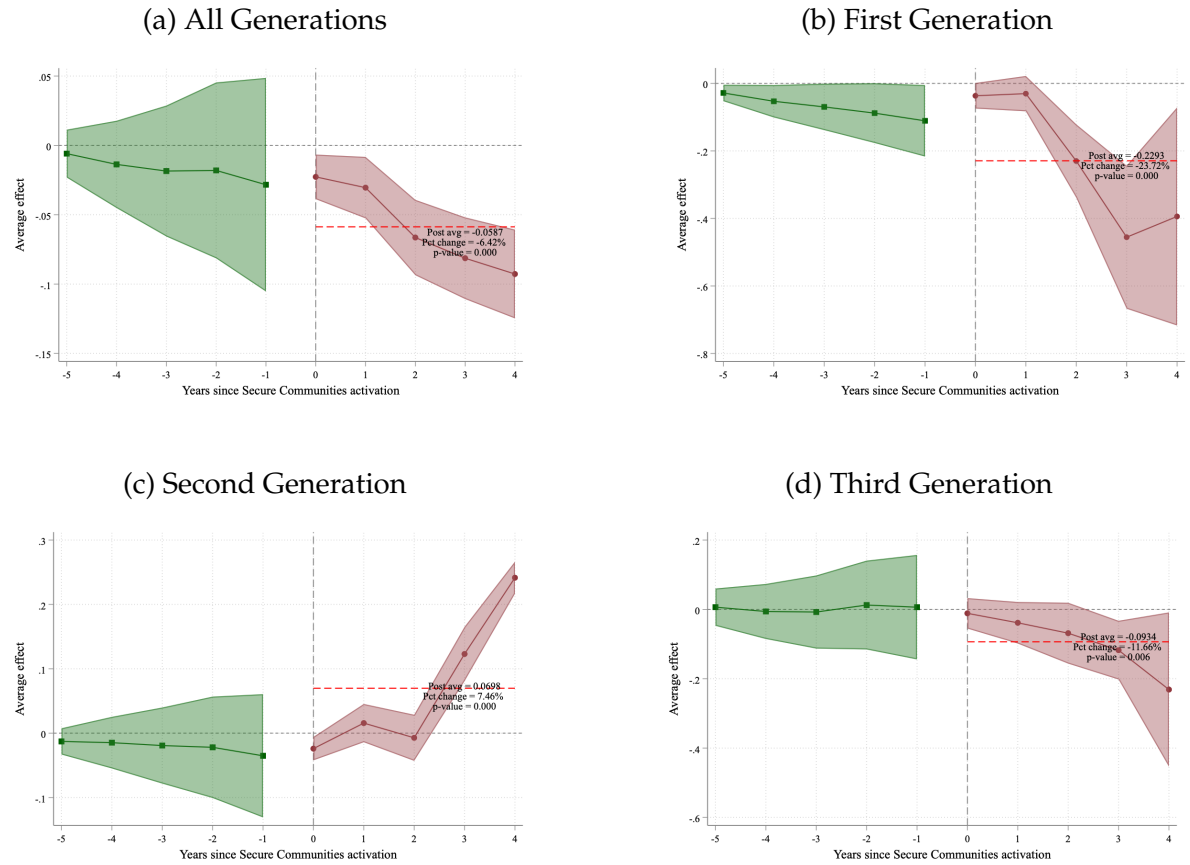 (a) All Generations
.05
0
-.05
-.1
-.15
Average effect
Post avg = -0.0587
Pct change = -6.42%
p-value = 0.000
-5 -4 -3 -2 -1 0 1 2 3 4
Years since Secure Communities activation
(b) First Generation
0
-.2
-.4
-.6
-.8
Average effect
Post avg = -0.2293
Pct change = -23.72%
p-value = 0.000
-5 -4 -3 -2 -1 0 1 2 3 4
Years since Secure Communities activation
(c) Second Generation
.3
.2
.1
0
-.1
Average effect
Post avg = 0.0698
Pct change = 7.46%
p-value = 0.000
-5 -4 -3 -2 -1 0 1 2 3 4
Years since Secure Communities activation
(d) Third Generation
.2
0
-.2
-.4
-.6
Average effect
Post avg = -0.0934
Pct change = -11.66%
p-value = 0.006
-5 -4 -3 -2 -1 0 1 2 3 4
Years since Secure Communities activation